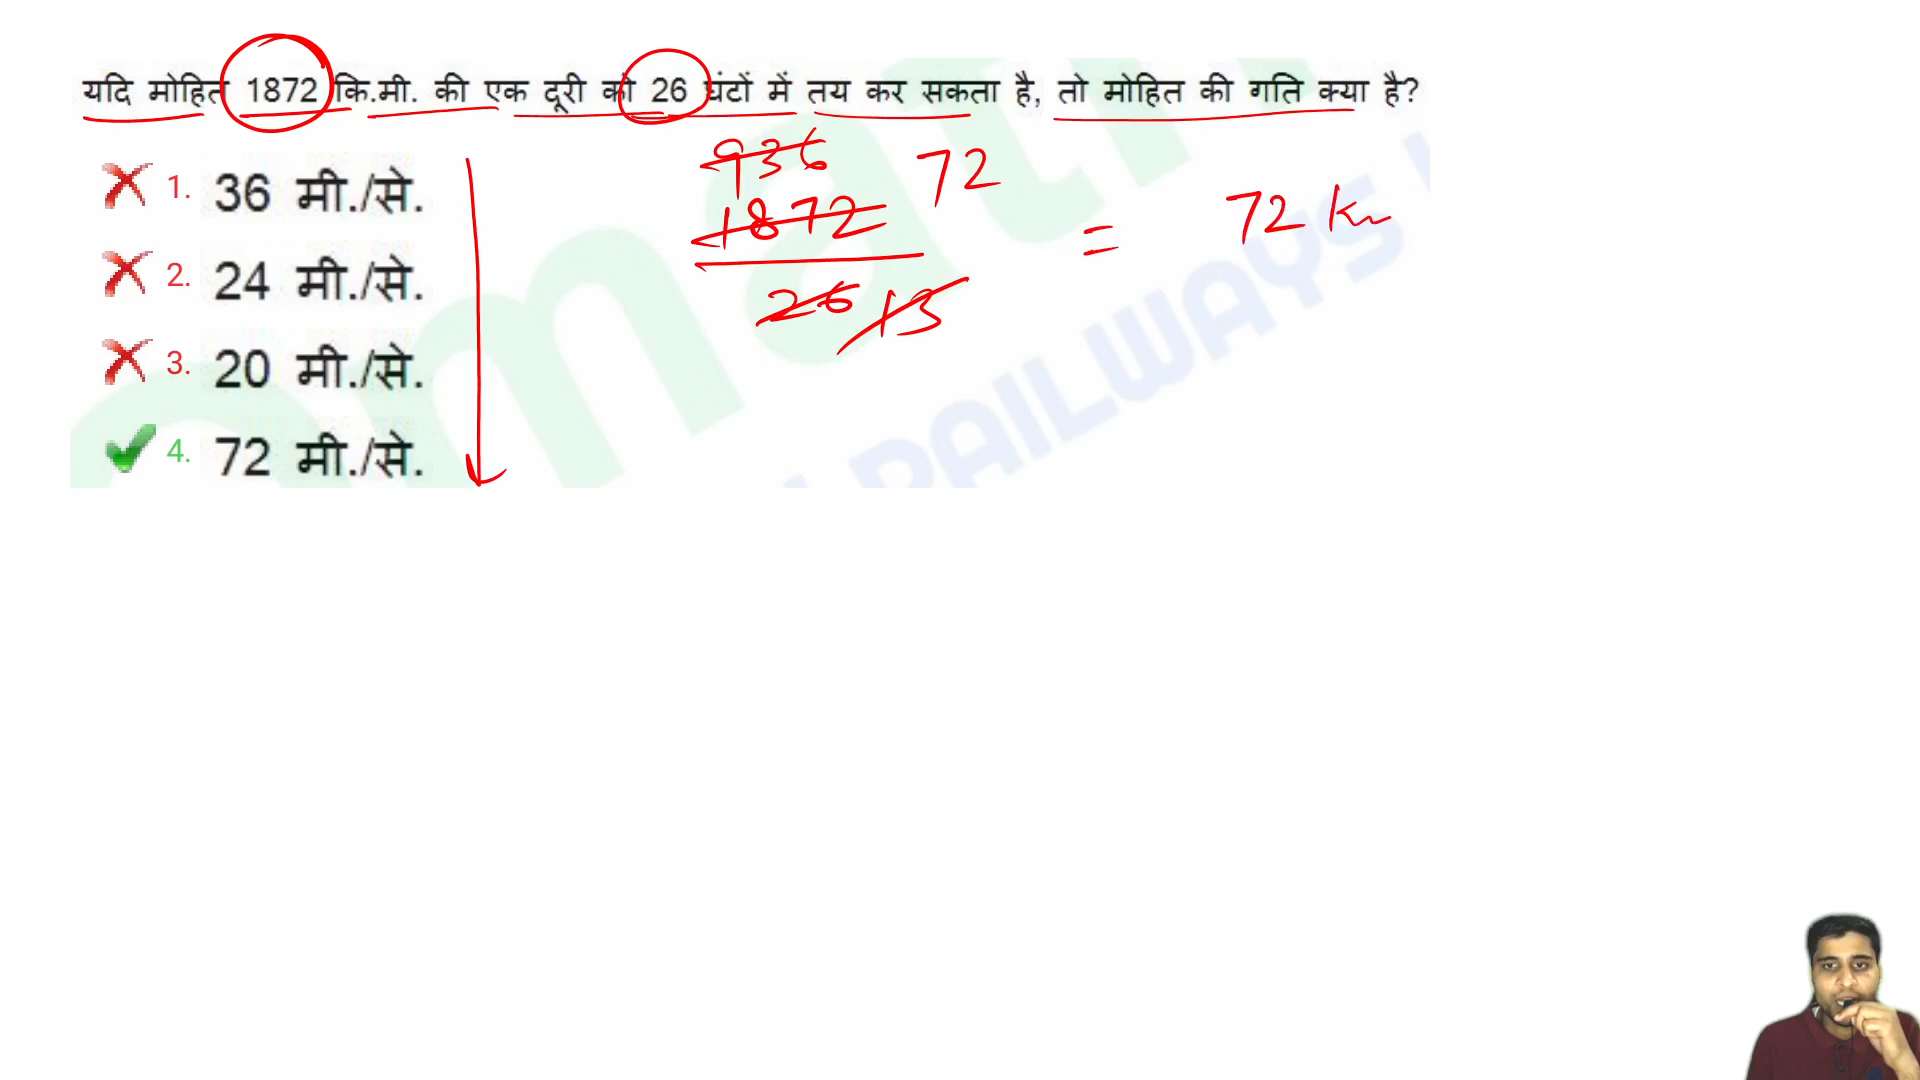 यदि मोहित 1872 कि.मी. की एक दूरी को 26 घंटों में तय कर सकता है, तो मोहित की गति क्या है?
1. 36 मी./से.
2. 24 मी./से.
3. 20 मी./से.
4. 72 मी./से.
936 72
1872
26 13
= 72 Km
RAILWAYS